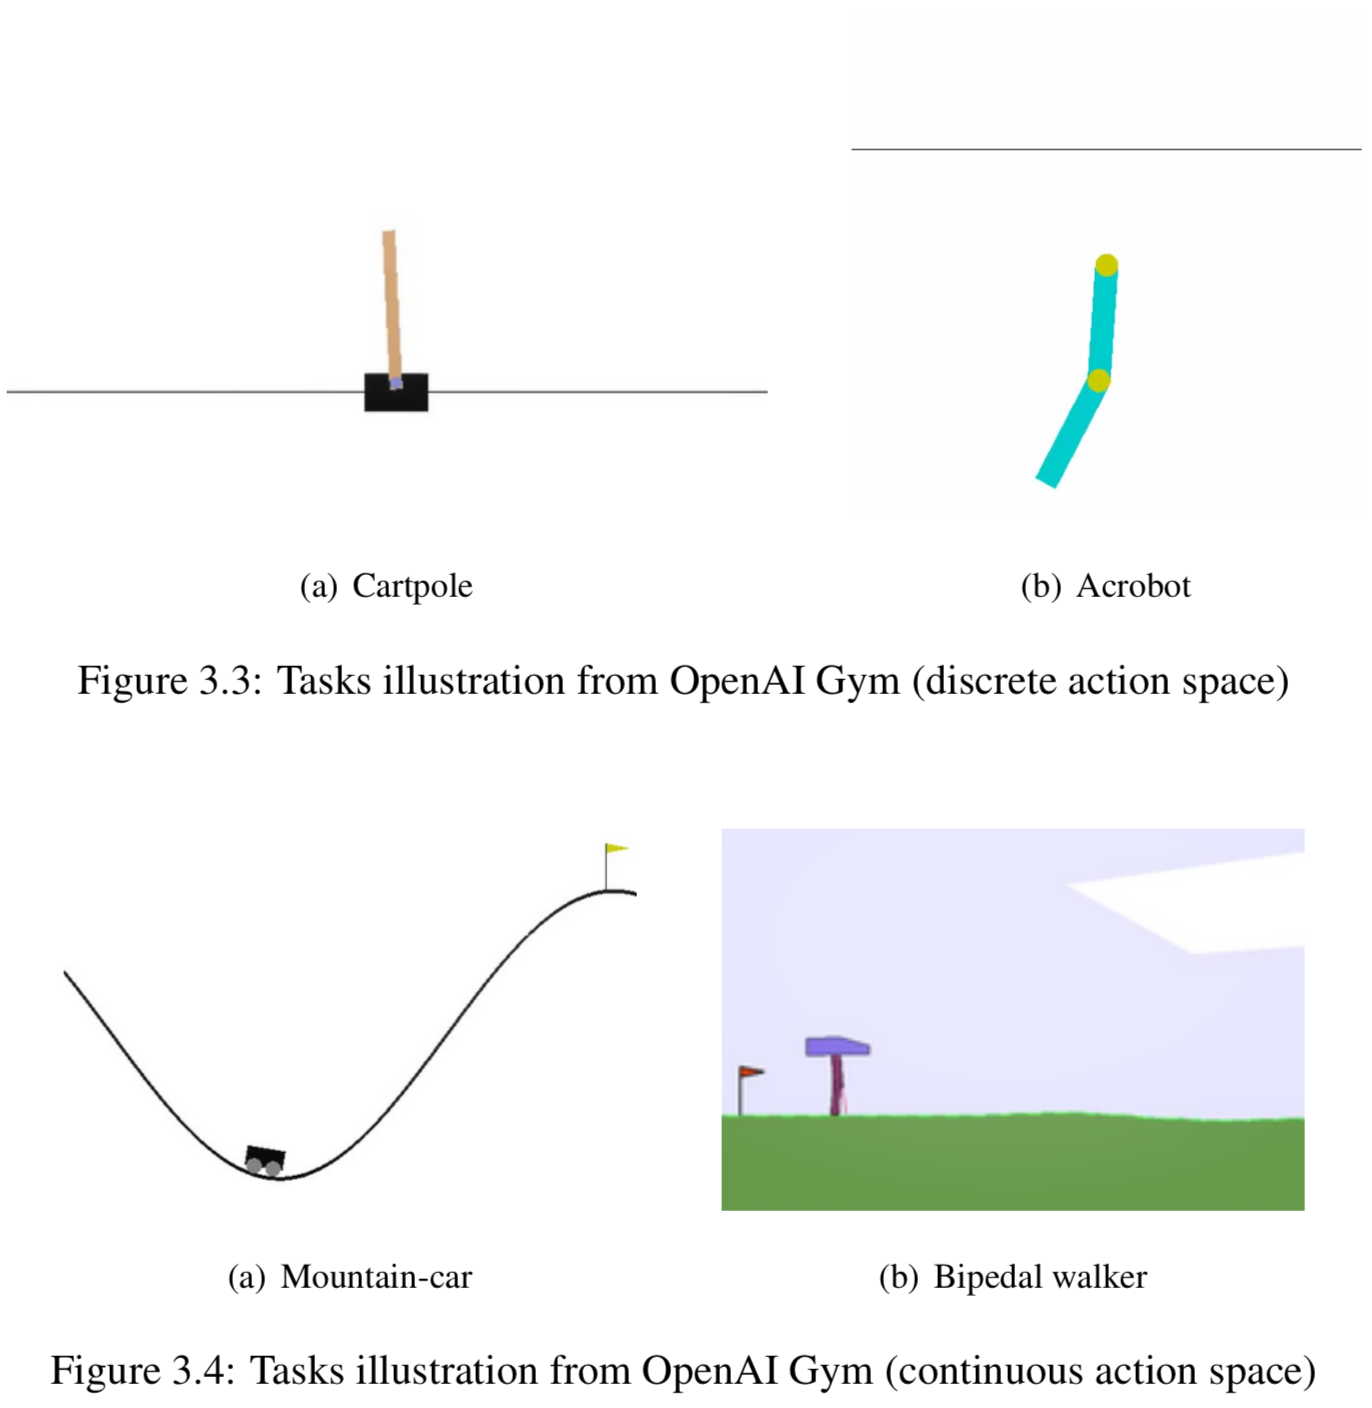 (a) Cartpole
(b) Acrobot
Figure 3.3: Tasks illustration from OpenAI Gym (discrete action space)
(a) Mountain-car
(b) Bipedal walker
Figure 3.4: Tasks illustration from OpenAI Gym (continuous action space)